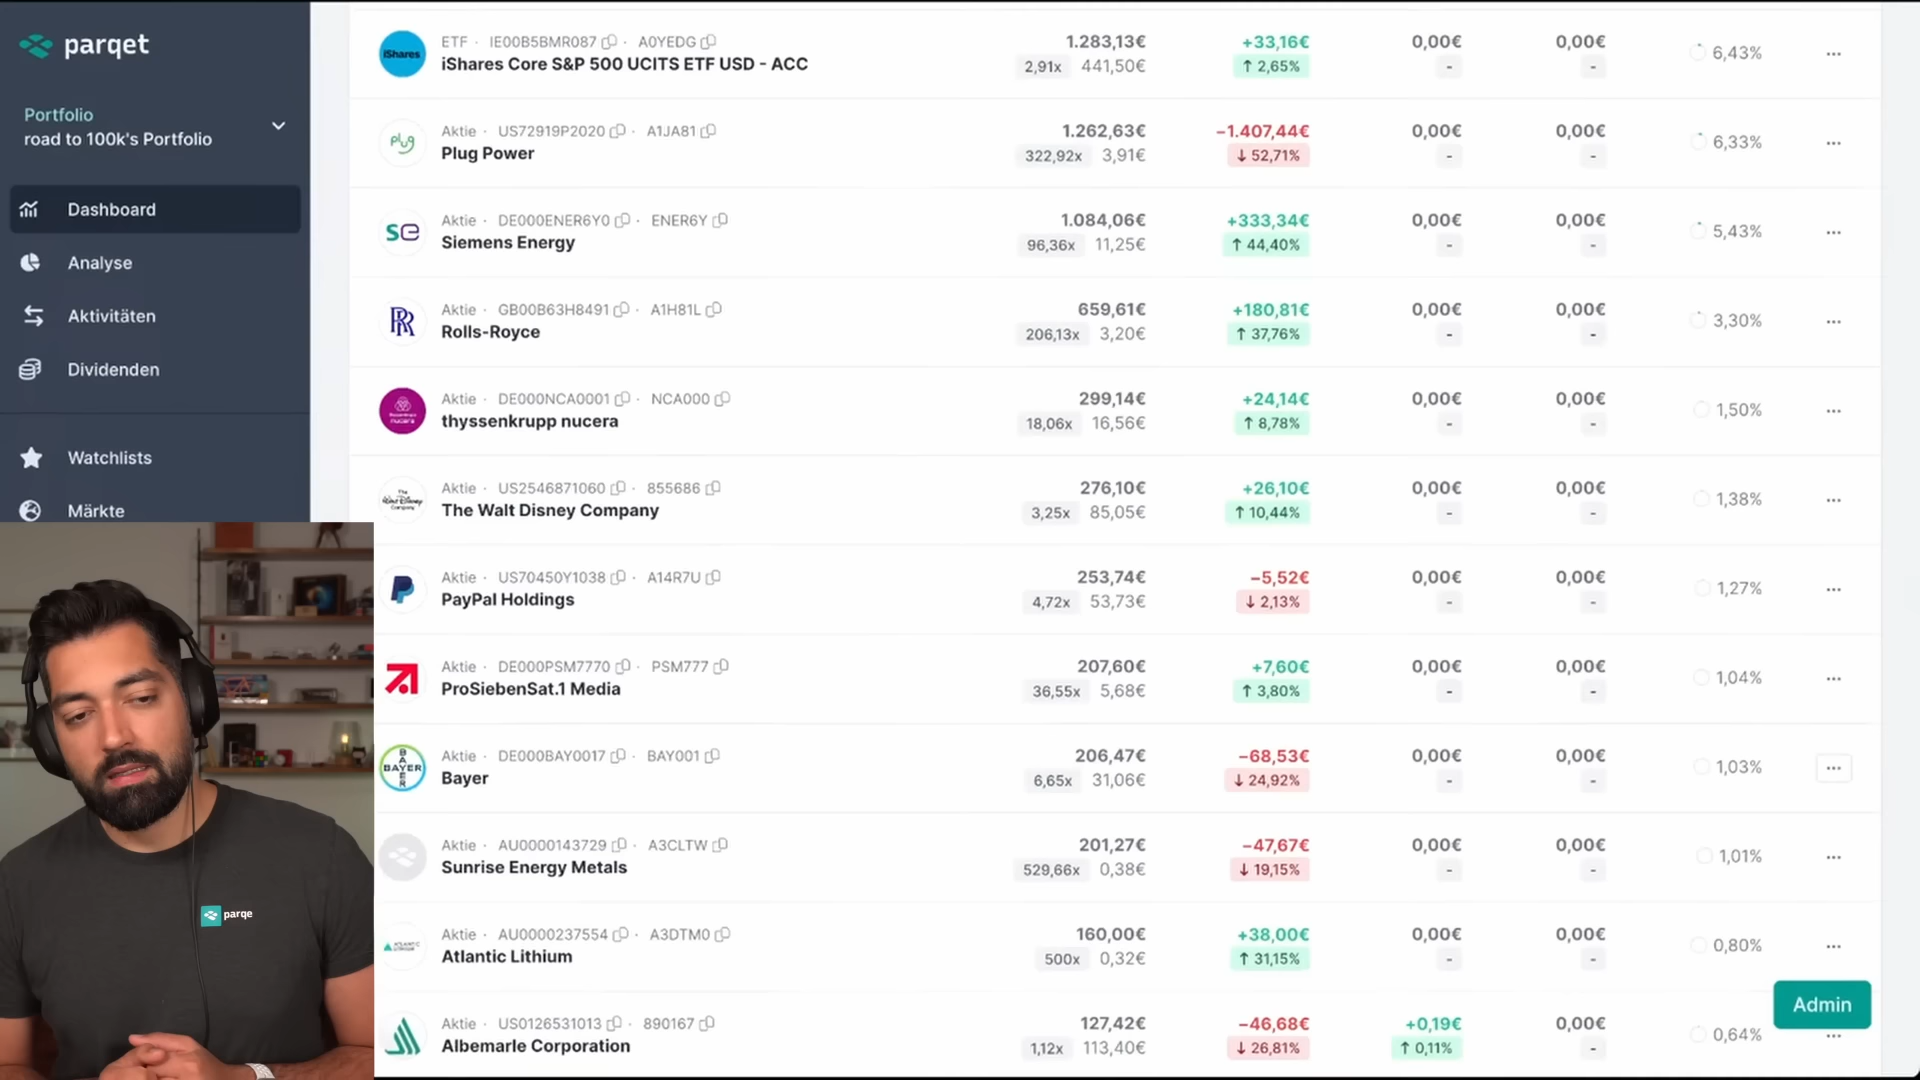 parqet
Portfolio
road to 100k's Portfolio
Dashboard
Analyse
Aktivitäten
Dividenden
Watchlists
Märkte
iShares
ETF · IE00B5BMR087 · A0YEDG
iShares Core S&P 500 UCITS ETF USD - ACC
1.283,13€ +33,16€ 0,00€ 0,00€ 6,43% ...
2,91x 441,50€ ↑ 2,65% - -
Plug
Aktie · US72919P2020 · A1JA81
Plug Power
1.262,63€ −1.407,44€ 0,00€ 0,00€ 6,33% ...
322,92x 3,91€ ↓ 52,71% - -
se
Aktie · DE000ENER6Y0 · ENER6Y
Siemens Energy
1.084,06€ +333,34€ 0,00€ 0,00€ 5,43% ...
96,36x 11,25€ ↑ 44,40% - -
RR
Aktie · GB00B63H8491 · A1H81L
Rolls-Royce
659,61€ +180,81€ 0,00€ 0,00€ 3,30% ...
206,13x 3,20€ ↑ 37,76% - -
nucera
Aktie · DE000NCA0001 · NCA000
thyssenkrupp nucera
299,14€ +24,14€ 0,00€ 0,00€ 1,50% ...
18,06x 16,56€ ↑ 8,78% - -
The
Walt Disney
Company
Aktie · US2546871060 · 855686
The Walt Disney Company
276,10€ +26,10€ 0,00€ 0,00€ 1,38% ...
3,25x 85,05€ ↑ 10,44% - -
Aktie · US70450Y1038 · A14R7U
PayPal Holdings
253,74€ −5,52€ 0,00€ 0,00€ 1,27% ...
4,72x 53,73€ ↓ 2,13% - -
Aktie · DE000PSM7770 · PSM777
ProSiebenSat.1 Media
207,60€ +7,60€ 0,00€ 0,00€ 1,04% ...
36,55x 5,68€ ↑ 3,80% - -
BAYER
BAYER
Aktie · DE000BAY0017 · BAY001
Bayer
206,47€ −68,53€ 0,00€ 0,00€ 1,03% ...
6,65x 31,06€ ↓ 24,92% - -
Aktie · AU0000143729 · A3CLTW
Sunrise Energy Metals
201,27€ −47,67€ 0,00€ 0,00€ 1,01% ...
529,66x 0,38€ ↓ 19,15% - -
parqe
ATLANTIC
LITHIUM
Aktie · AU0000237554 · A3DTM0
Atlantic Lithium
160,00€ +38,00€ 0,00€ 0,00€ 0,80% ...
500x 0,32€ ↑ 31,15% - -
Admin
Aktie · US0126531013 · 890167
Albemarle Corporation
127,42€ −46,68€ +0,19€ 0,00€ 0,64% ...
1,12x 113,40€ ↓ 26,81% ↑ 0,11% -